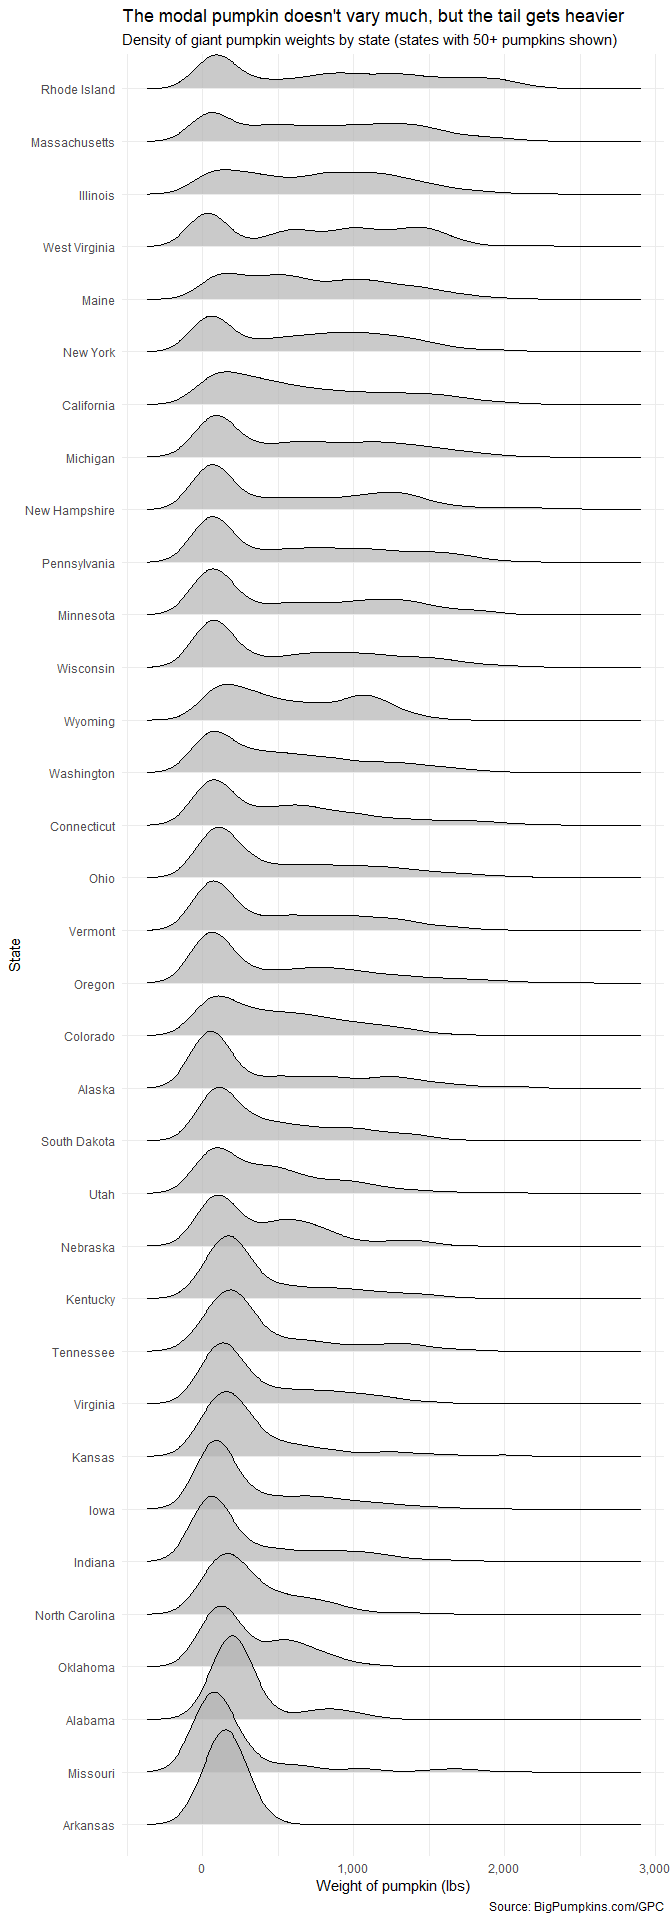 The modal pumpkin doesn't vary much, but the tail gets heavier
Density of giant pumpkin weights by state (states with 50+ pumpkins shown)
Rhode Island
Massachusetts
Illinois
West Virginia
Maine
New York
California
Michigan
New Hampshire
Pennsylvania
Minnesota
Wisconsin
Wyoming
Washington
Connecticut
Ohio
Vermont
State
Oregon
Colorado
Alaska
South Dakota
Utah
Nebraska
Kentucky
Tennessee
Virginia
Kansas
Iowa
Indiana
North Carolina
Oklahoma
Alabama
Missouri
Arkansas
0 1,000 2,000 3,000
Weight of pumpkin (lbs)
Source: BigPumpkins.com/GPC